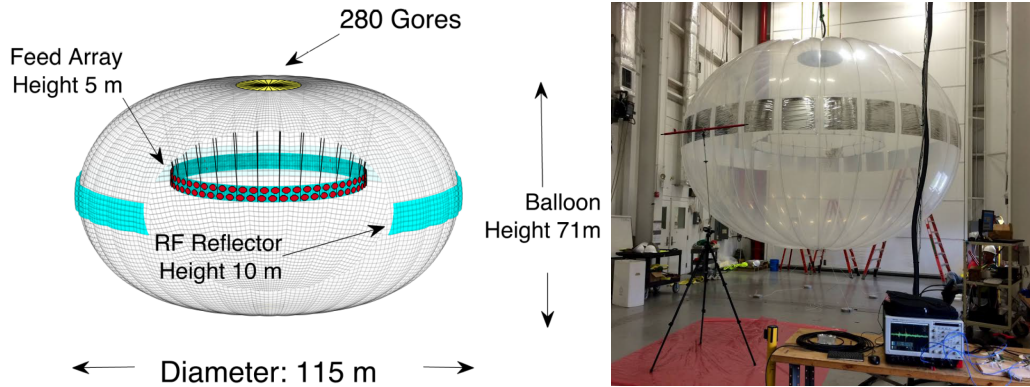 280 Gores
Feed Array
Height 5 m
Balloon
Height 71m
RF Reflector
Height 10 m
Diameter: 115 m